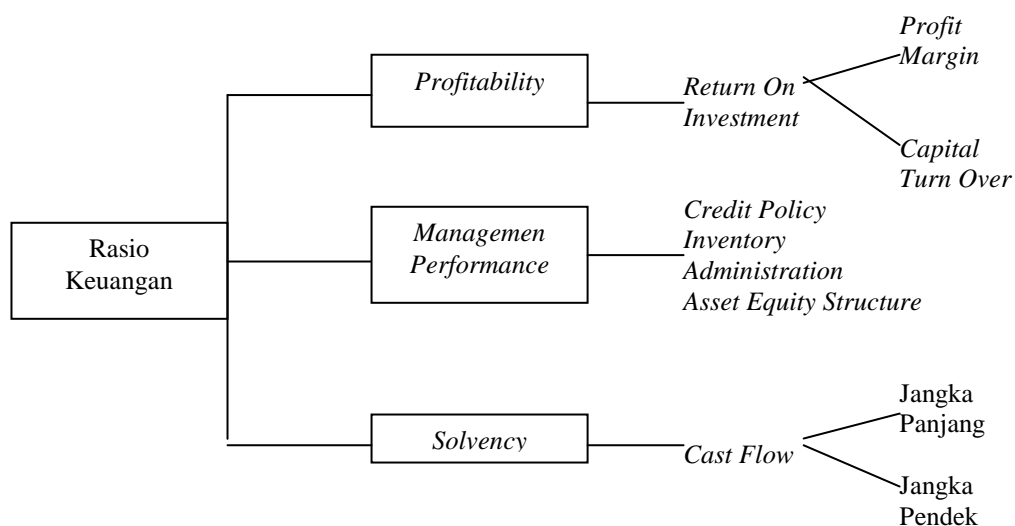 Rasio
Keuangan
Profitability
Return On
Investment
Profit
Margin
Capital
Turn Over
Managemen
Performance
Credit Policy
Inventory
Administration
Asset Equity Structure
Solvency
Cast Flow
Jangka
Panjang
Jangka
Pendek